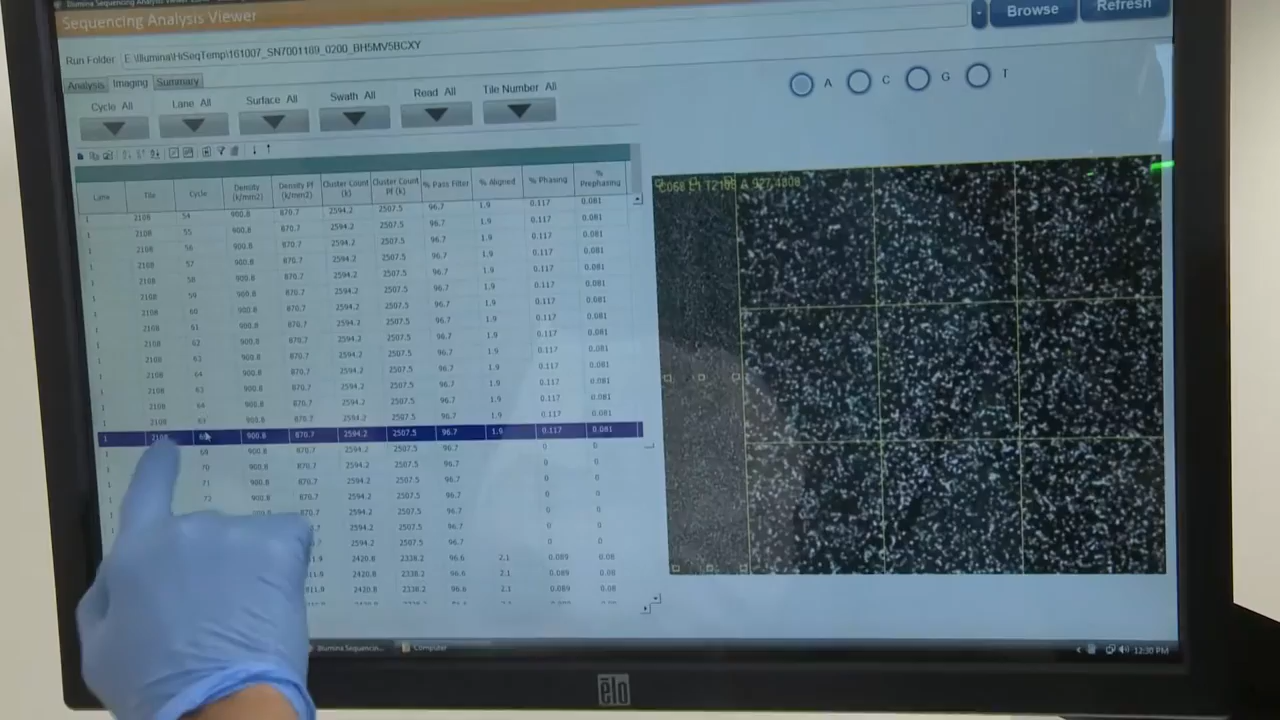 Sequencing Analysis Viewer
Browse
Refresh
Run Folder E:\Illumina\HiSeqTemp\161007_SN7001189_0200_BH5MV5BCXY
Analysis Imaging Summary
Cycle All Lane All Surface All Swath All Read All Tile Number All
A C G T
Lane Tile Cycle Density (k/mm2) Density Pf (k/mm2) Cluster Count (k) Cluster Count Pf (k) % Pass Filter % Aligned % Phasing % Prephasing
1 2108 54 900.8 870.7 2594.2 2507.5 96.7 1.9 0.117 0.081
1 2108 55 900.8 870.7 2594.2 2507.5 96.7 1.9 0.117 0.081
1 2108 56 900.8 870.7 2594.2 2507.5 96.7 1.9 0.117 0.081
1 2108 57 900.8 870.7 2594.2 2507.5 96.7 1.9 0.117 0.081
1 2108 58 900.8 870.7 2594.2 2507.5 96.7 1.9 0.117 0.081
1 2108 59 900.8 870.7 2594.2 2507.5 96.7 1.9 0.117 0.081
1 2108 60 900.8 870.7 2594.2 2507.5 96.7 1.9 0.117 0.081
1 2108 61 900.8 870.7 2594.2 2507.5 96.7 1.9 0.117 0.081
1 2108 62 900.8 870.7 2594.2 2507.5 96.7 1.9 0.117 0.081
1 2108 63 900.8 870.7 2594.2 2507.5 96.7 1.9 0.117 0.081
1 2108 64 900.8 870.7 2594.2 2507.5 96.7 1.9 0.117 0.081
1 2108 900.8 870.7 2594.2 2507.5 96.7 1.9 0.117 0.081
1 2108 900.8 870.7 2594.2 2507.5 96.7 1.9 0.117 0.081
1 2108 900.8 870.7 2594.2 2507.5 96.7 1.9 0.117 0.081
1 900.8 870.7 2594.2 2507.5 96.7 1.9 0.117 0.081
1 69 900.8 870.7 2594.2 2507.5 96.7 0 0
1 70 900.8 870.7 2594.2 2507.5 96.7 0 0
1 71 900.8 870.7 2594.2 2507.5 96.7 0 0
1 72 900.8 870.7 2594.2 2507.5 96.7 0 0
870.7 2594.2 2507.5 96.7 0 0
2594.2 2507.5 96.7 0 0
2594.2 2507.5 96.7 0 0
2420.8 2338.2 96.6 2.1 0.089 0.08
2420.8 2338.2 96.6 2.1 0.089 0.08
2420.8 2338.2 96.6 2.1 0.089 0.08
Illumina Sequencin... Computer
12:30 PM
elo